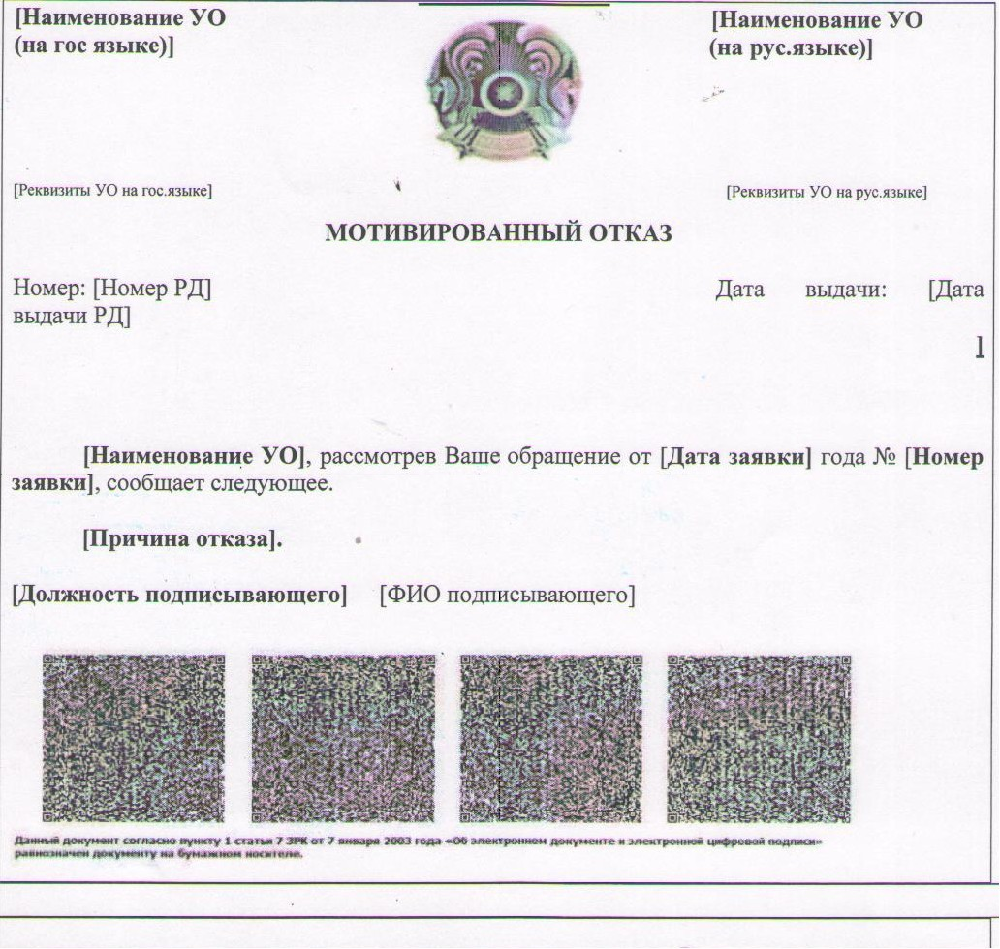 [Наименование УО
(на гос языке)]
[Наименование УО
(на рус.языке)]
[Реквизиты УО на гос.языке]
[Реквизиты УО на рус.языке]
МОТИВИРОВАННЫЙ ОТКАЗ
Номер: [Номер РД] Дата выдачи: [Дата
выдачи РД]
]
[Наименование УО], рассмотрев Ваше обращение от [Дата заявки] года № [Номер
заявки], сообщает следующее.
[Причина отказа].
[Должность подписывающего] [ФИО подписывающего]
Данный документ согласно пункту 1 статьи 7 ЗРК от 7 января 2003 года «Об электронном документе и электронной цифровой подписи»
равнозначен документу на бумажном носителе.